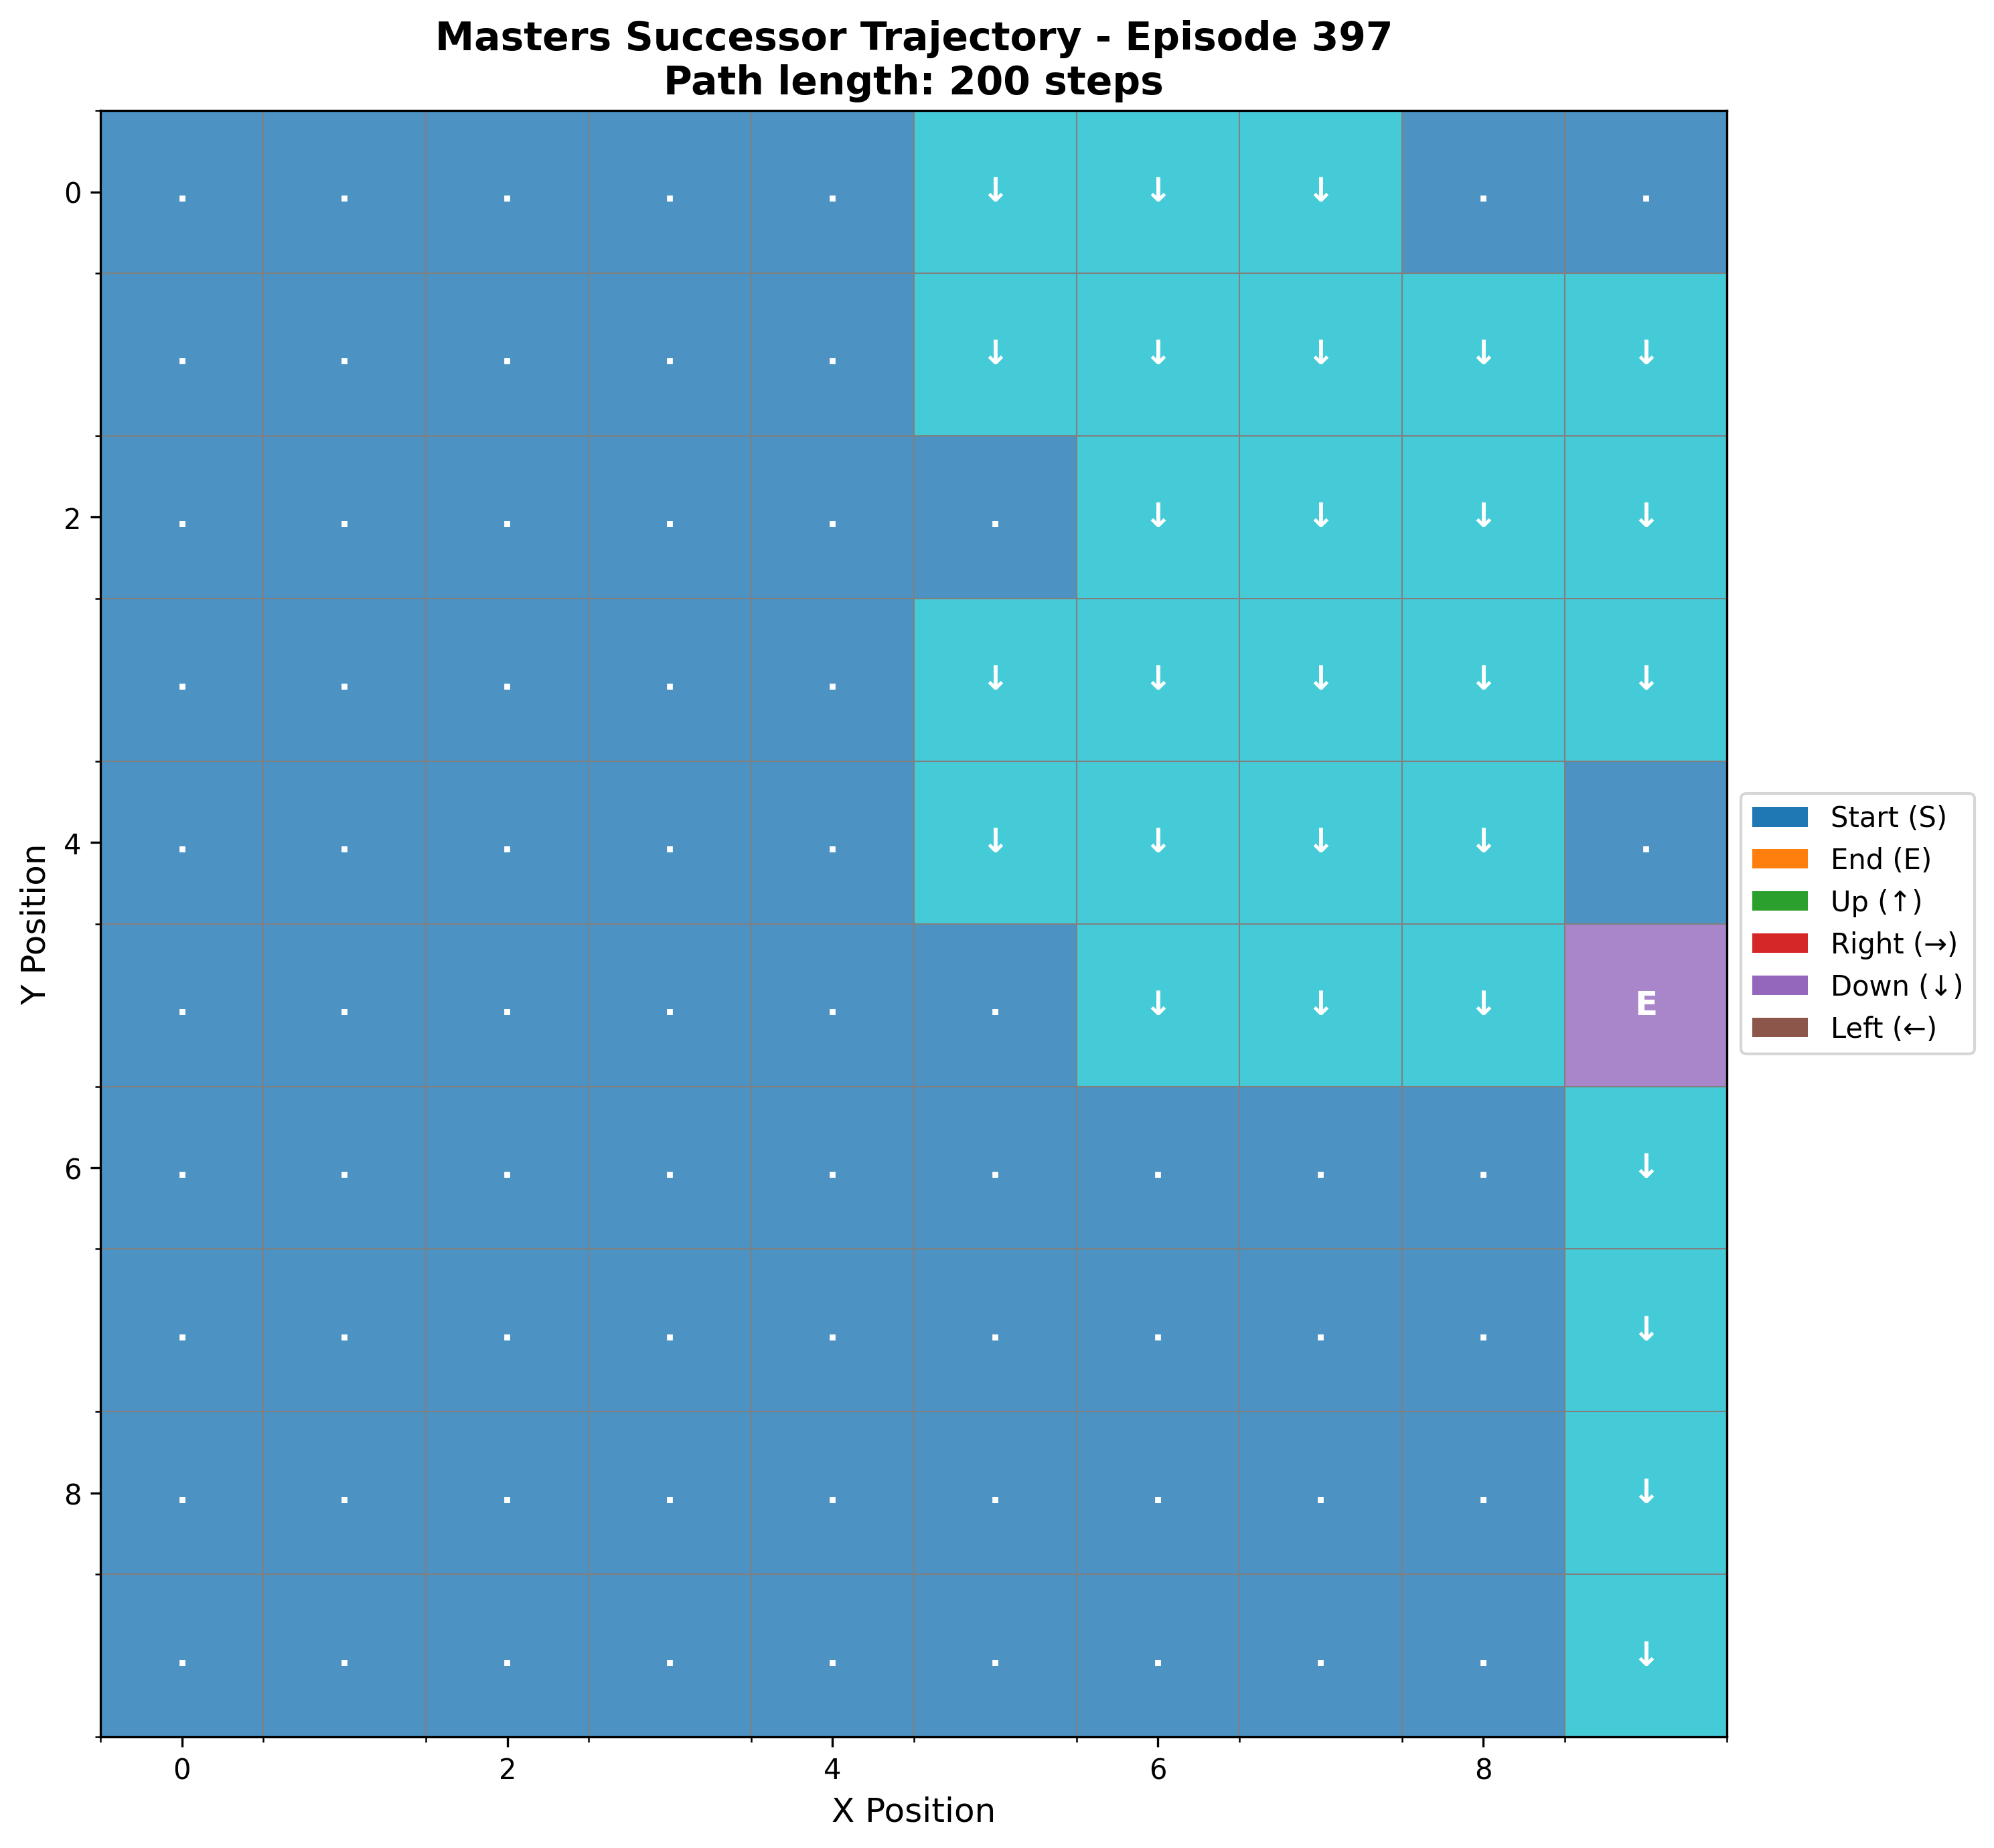 Masters Successor Trajectory - Episode 397
Path length: 200 steps
0 . . . . . ↓ ↓ ↓ . .
. . . . . ↓ ↓ ↓ ↓ ↓
2 . . . . . . ↓ ↓ ↓ ↓
. . . . . ↓ ↓ ↓ ↓ ↓
4 . . . . . ↓ ↓ ↓ ↓ .
. . . . . . ↓ ↓ ↓ E
6 . . . . . . . . . ↓
. . . . . . . . . ↓
8 . . . . . . . . . ↓
. . . . . . . . . ↓
0 2 4 6 8
X Position
Y Position
Start (S)
End (E)
Up (↑)
Right (→)
Down (↓)
Left (←)